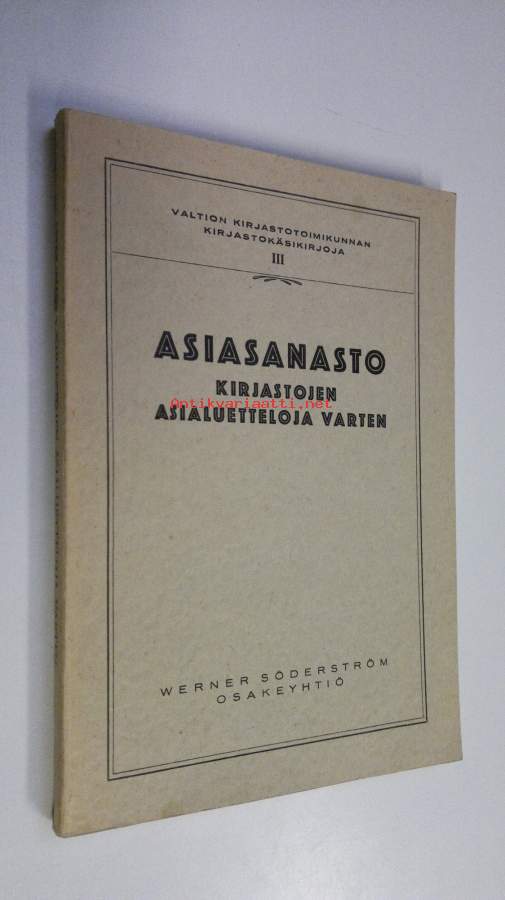 VALTION KIRJASTOTOIMIKUNNAN
KIRJASTOKÄSIKIRJOJA
III
ASIASANASTO
KIRJASTOJEN
Antikvariaatti.net
ASIALUETTELOJA VARTEN
WERNER SÖDERSTRÖM
OSAKEYHTIÖ